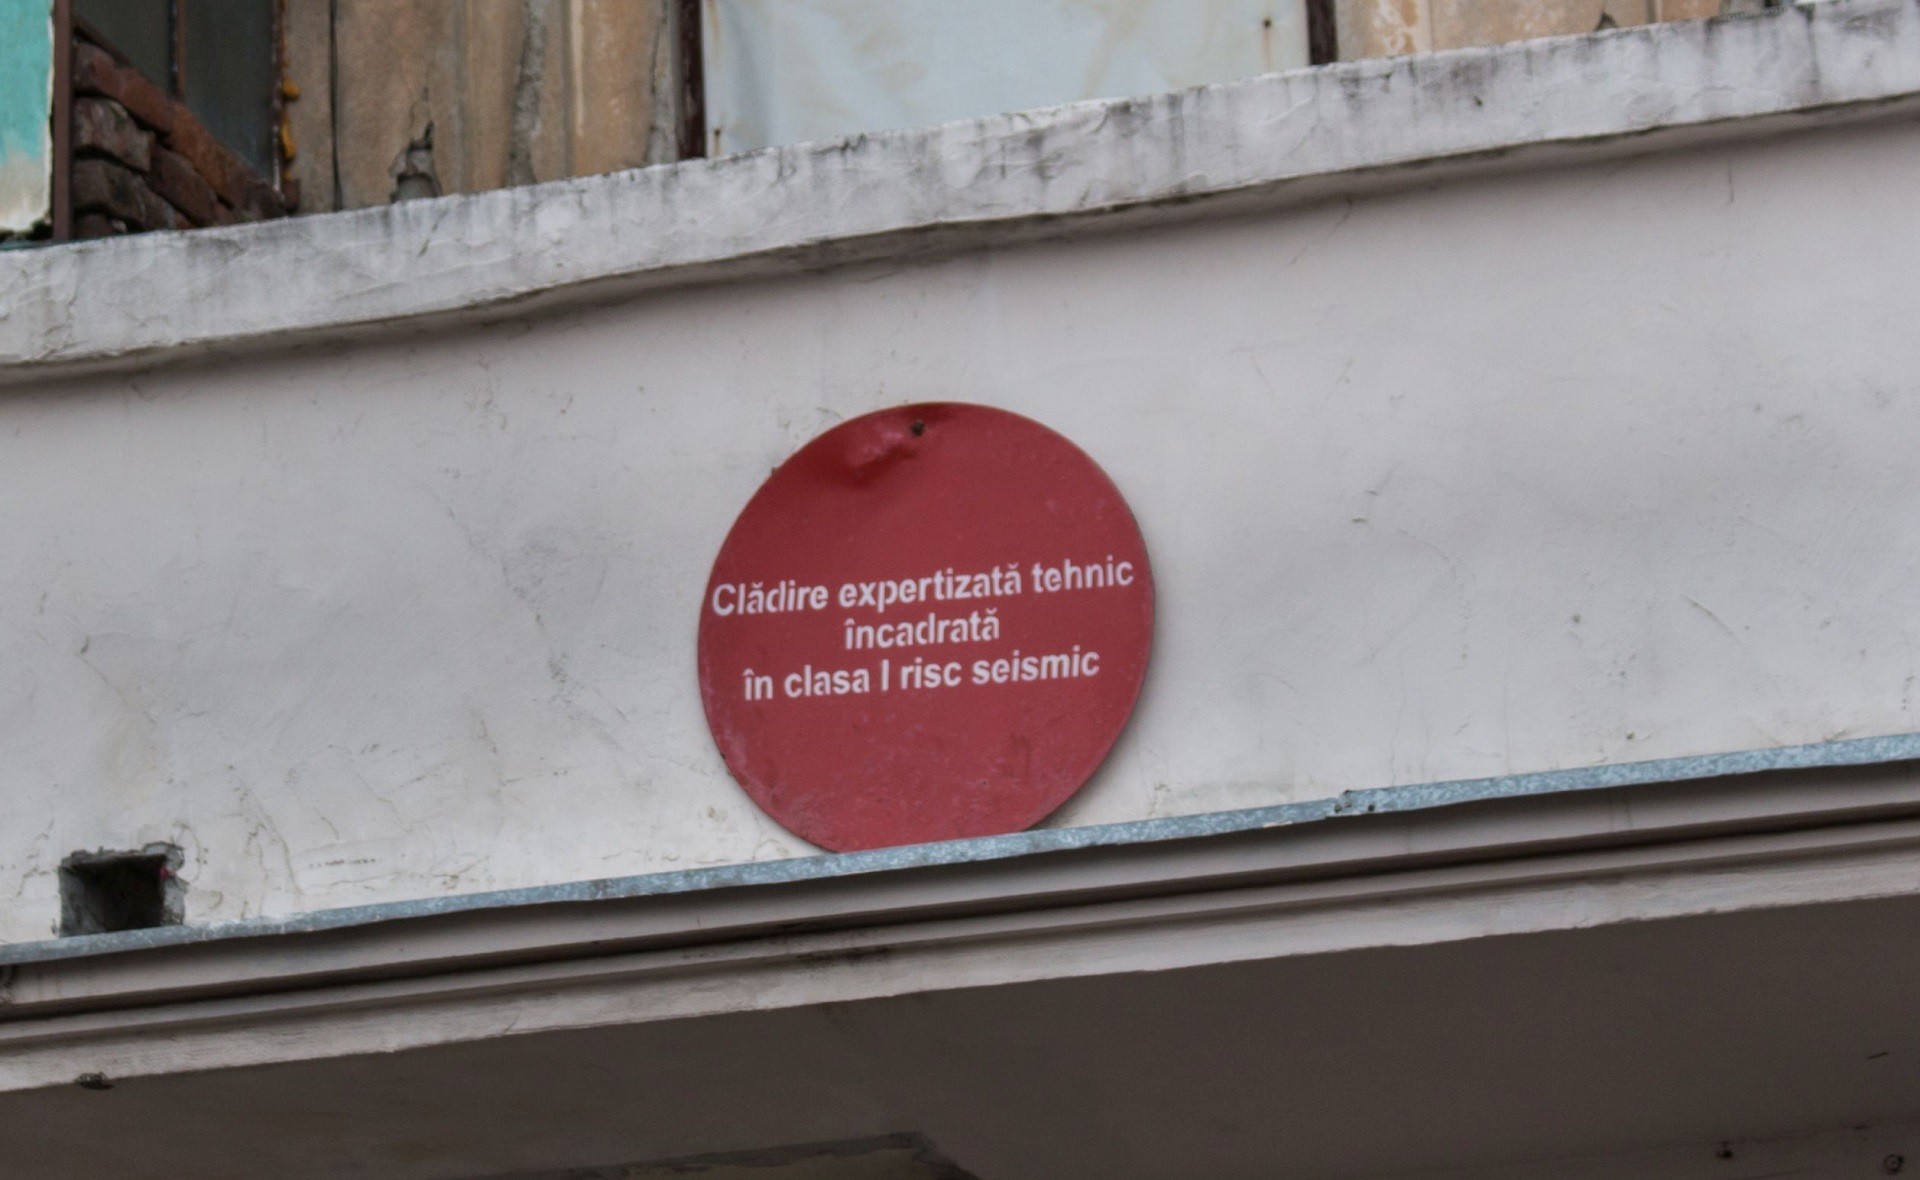 Clădire expertizată tehnic
încadrată
în clasa I risc seismic